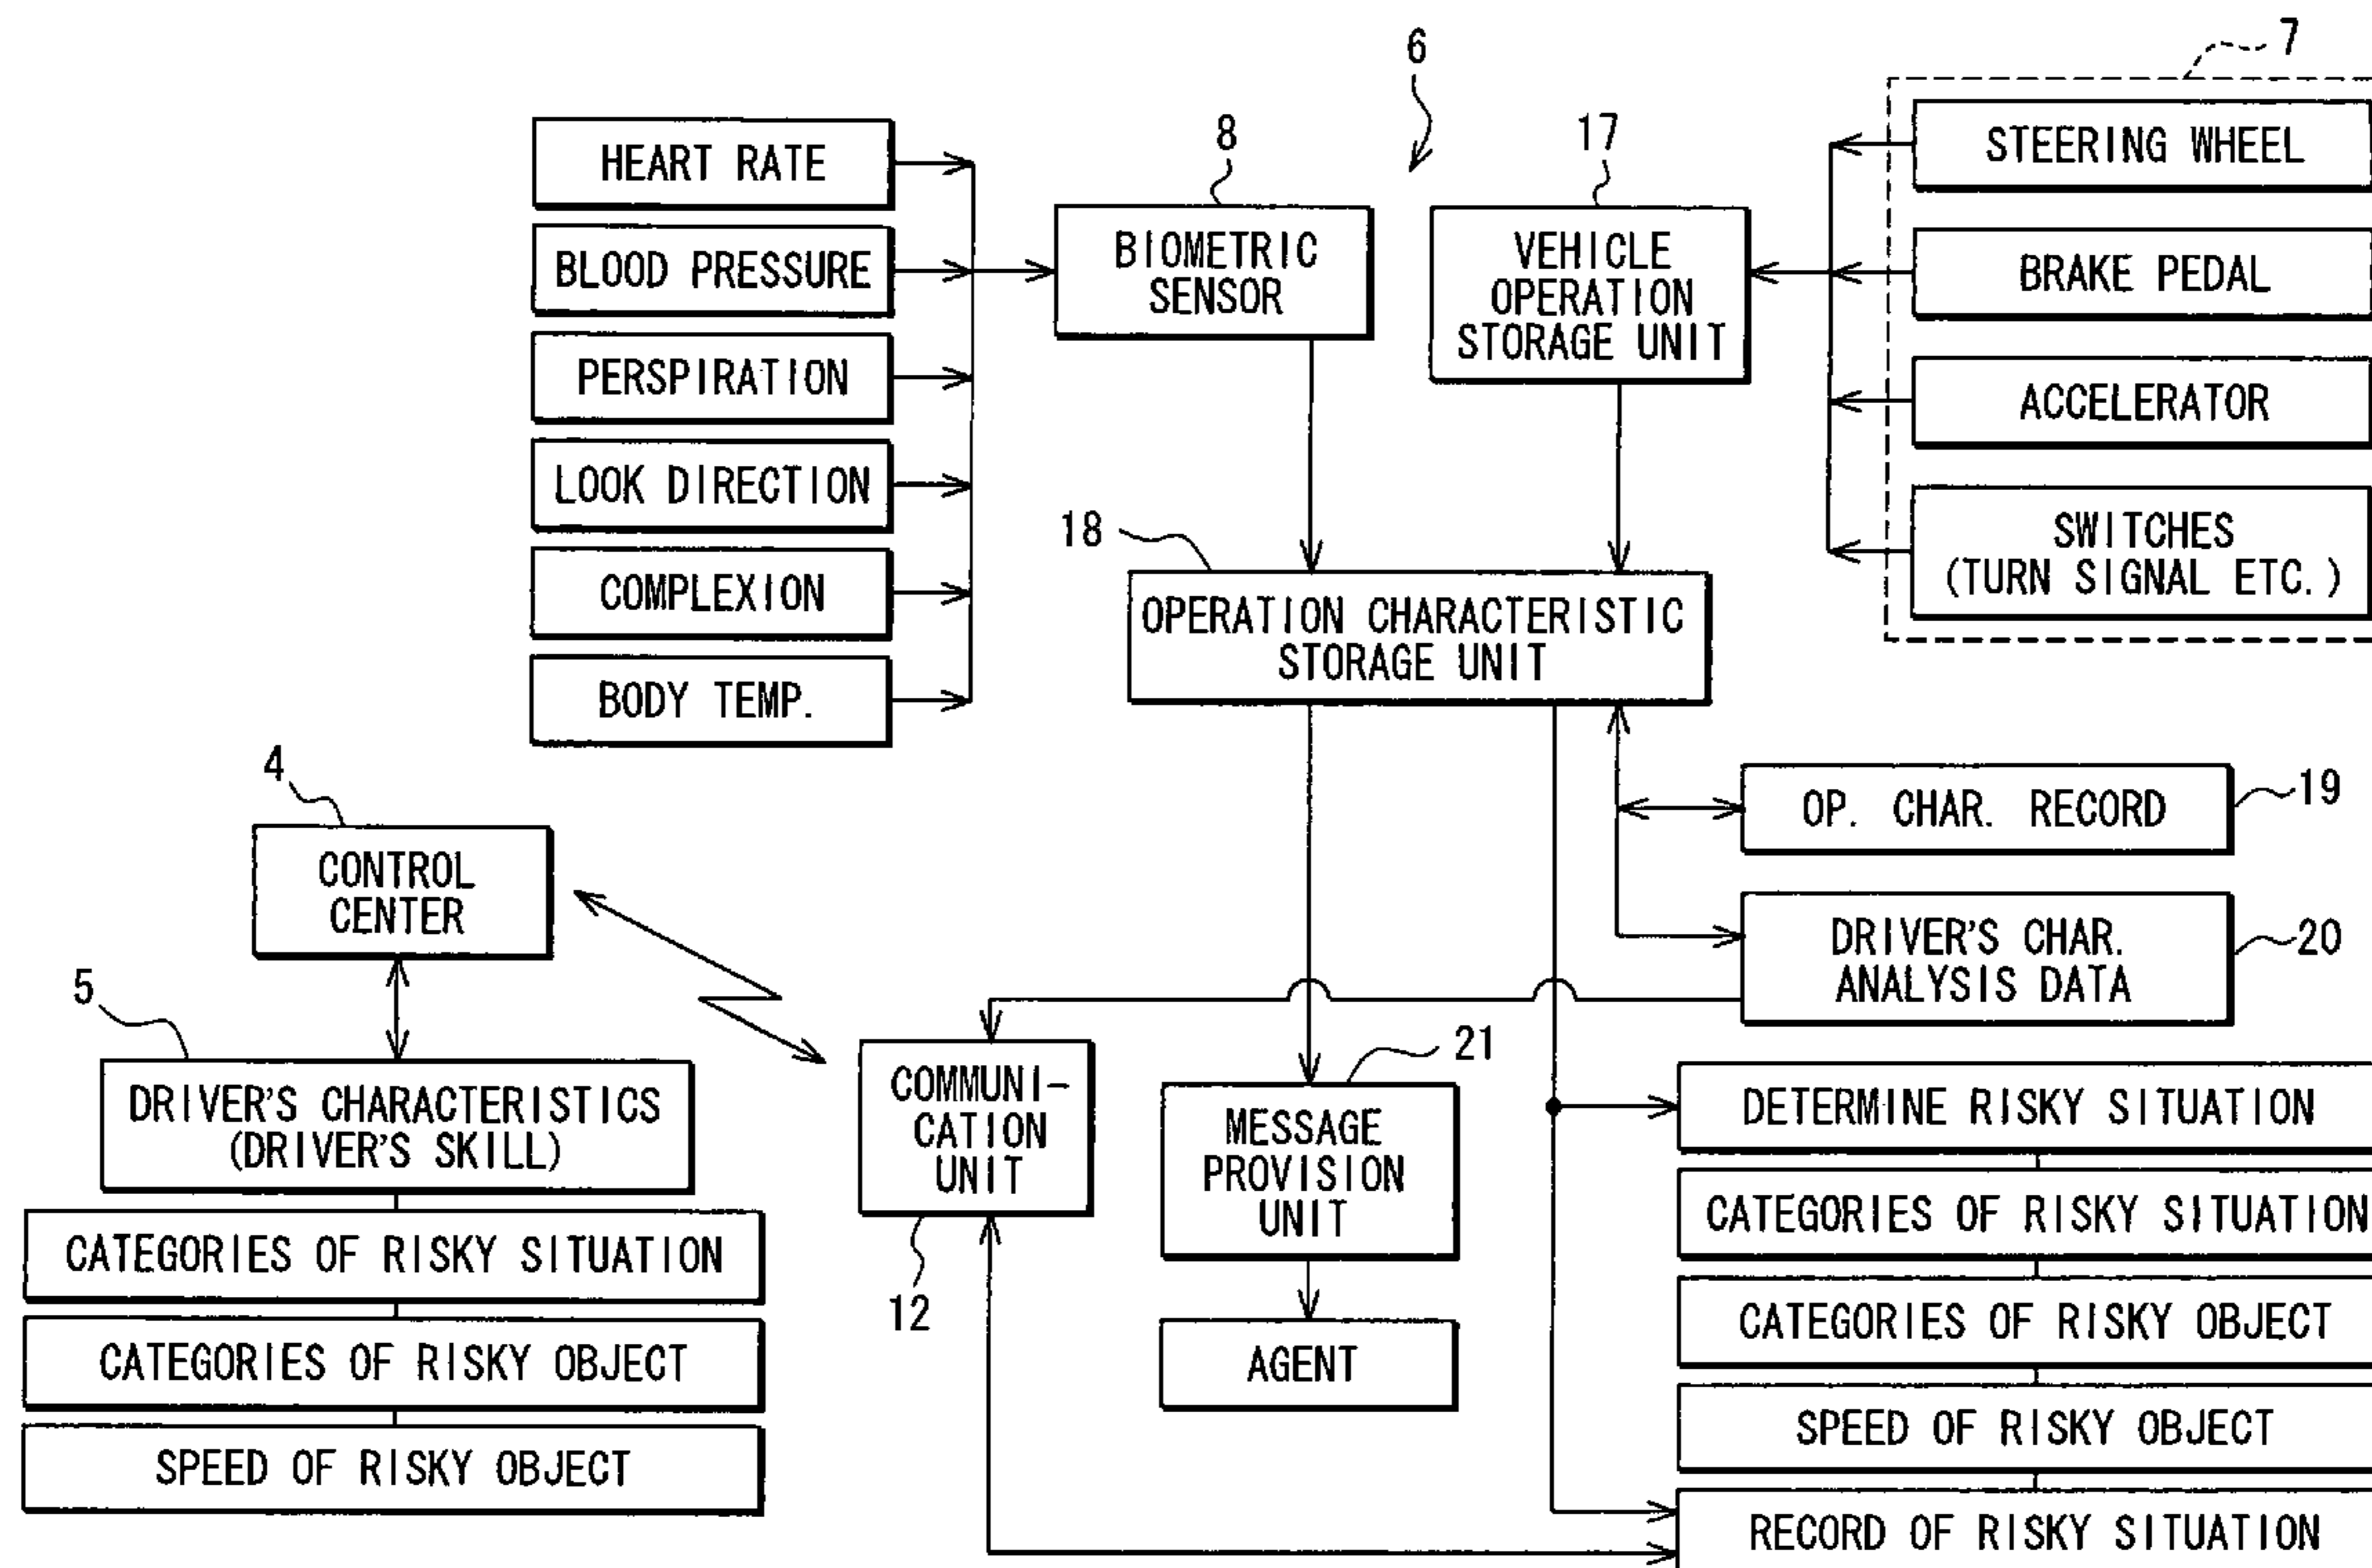 6
7
HEART RATE
BLOOD PRESSURE
PERSPIRATION
LOOK DIRECTION
COMPLEXION
BODY TEMP.
8
BIOMETRIC
SENSOR
17
VEHICLE
OPERATION
STORAGE UNIT
STEERING WHEEL
BRAKE PEDAL
ACCELERATOR
SWITCHES
(TURN SIGNAL ETC.)
18
OPERATION CHARACTERISTIC
STORAGE UNIT
OP. CHAR. RECORD
19
DRIVER'S CHAR.
ANALYSIS DATA
20
4
CONTROL
CENTER
5
DRIVER'S CHARACTERISTICS
(DRIVER'S SKILL)
CATEGORIES OF RISKY SITUATION
CATEGORIES OF RISKY OBJECT
SPEED OF RISKY OBJECT
COMMUNI-
CATION
UNIT
12
21
MESSAGE
PROVISION
UNIT
AGENT
DETERMINE RISKY SITUATION
CATEGORIES OF RISKY SITUATION
CATEGORIES OF RISKY OBJECT
SPEED OF RISKY OBJECT
RECORD OF RISKY SITUATION